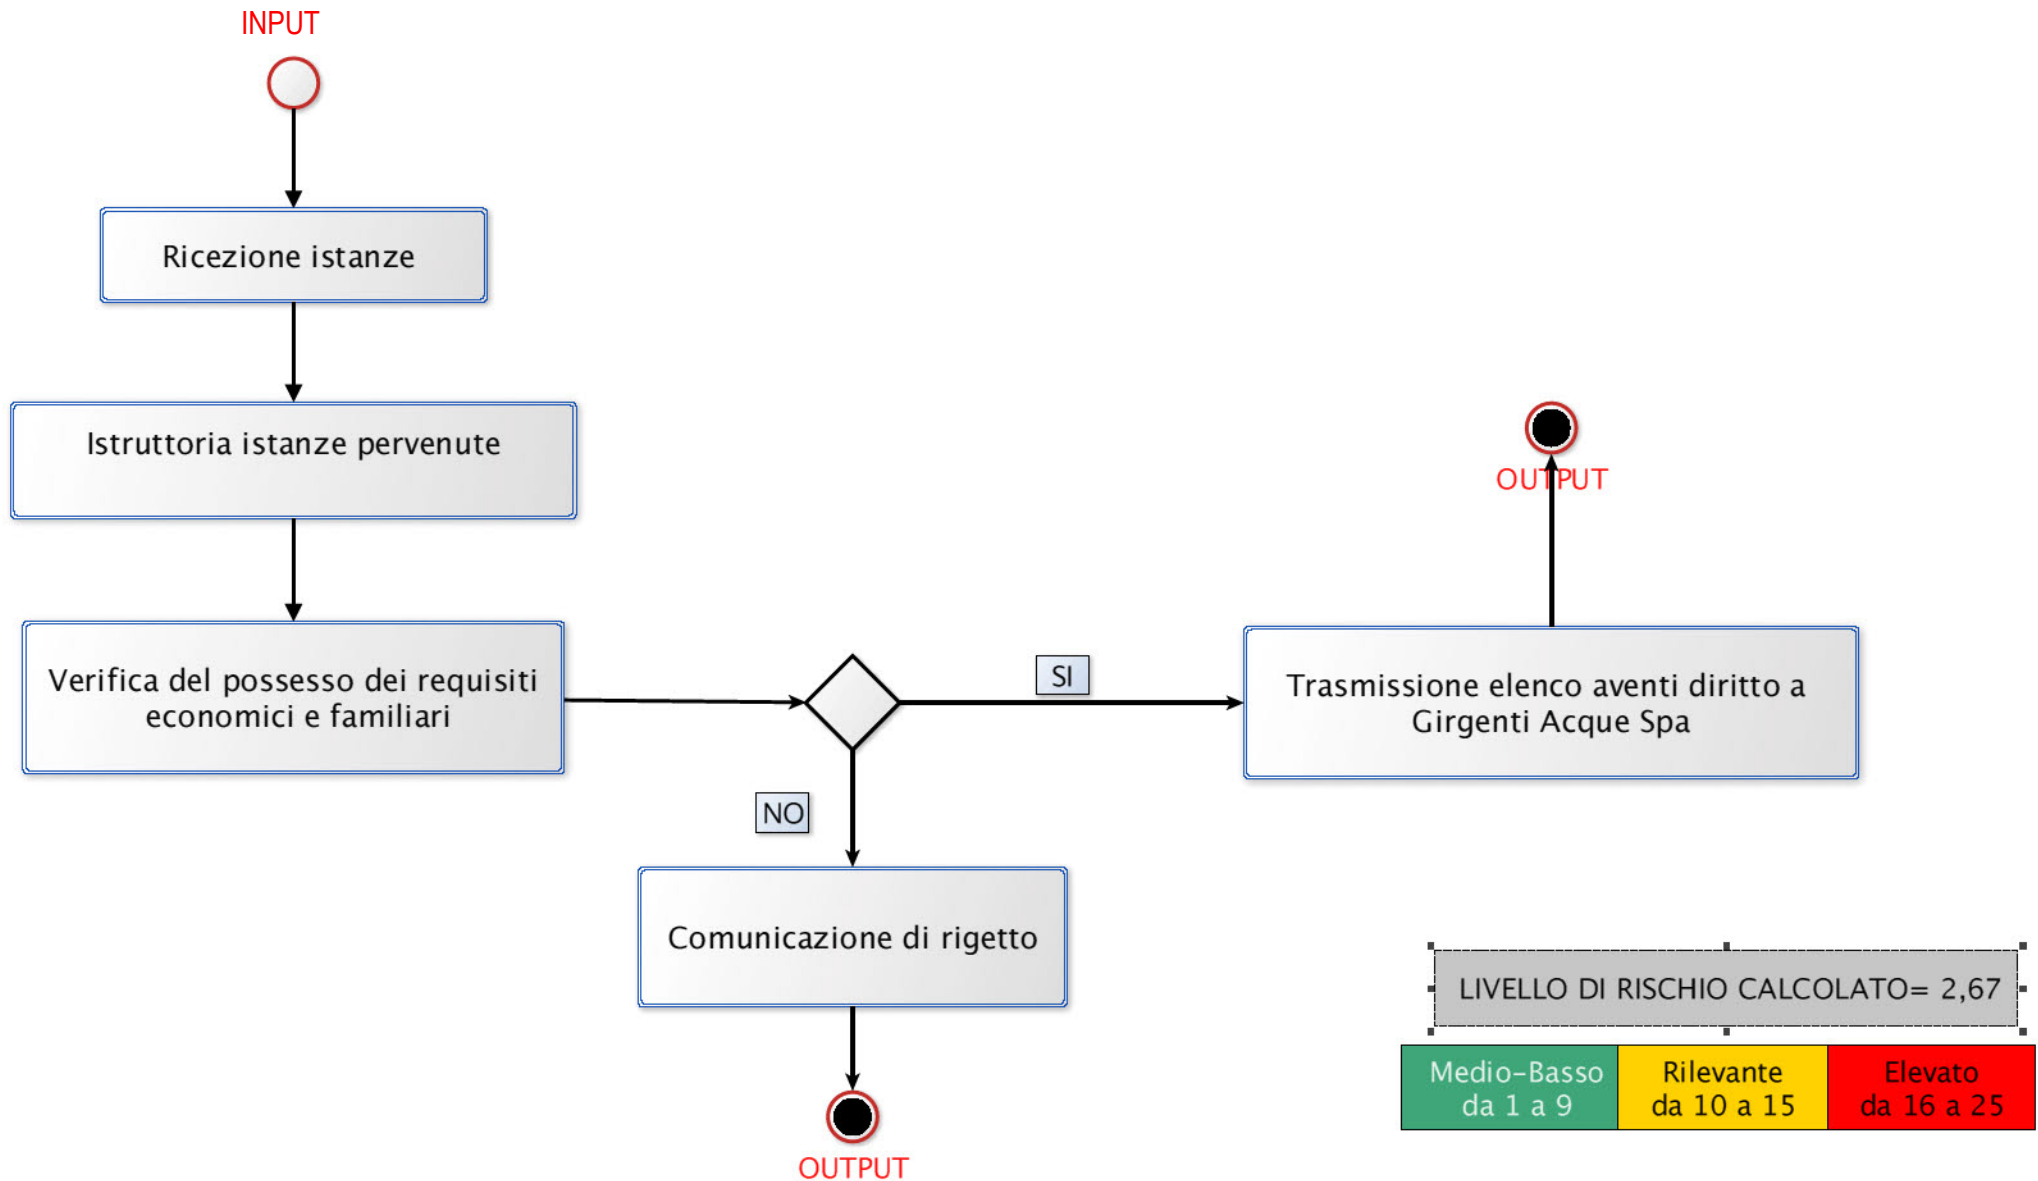 INPUT
Ricezione istanze
Istruttoria istanze pervenute
OUTPUT
Verifica del possesso dei requisiti
economici e familiari
SI
Trasmissione elenco aventi diritto a
Girgenti Acque Spa
NO
Comunicazione di rigetto
OUTPUT
LIVELLO DI RISCHIO CALCOLATO= 2,67
Medio-Basso
da 1 a 9
Rilevante
da 10 a 15
Elevato
da 16 a 25